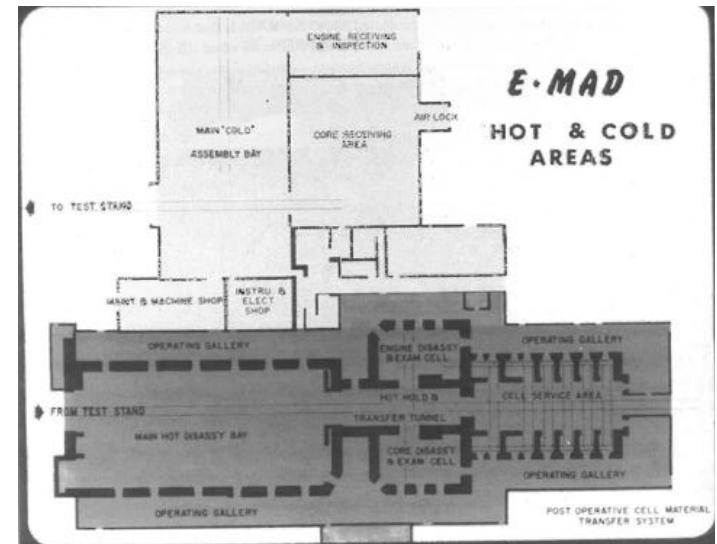 E·MAD
HOT & COLD
AREAS
ENGINE RECEIVING
& INSPECTION
AIR LOCK
MAIN "COLD"
ASSEMBLY BAY
CORE RECEIVING
AREA
TO TEST STAND
MAINT. & MACHINE SHOP
INSTRU. &
ELECT
SHOP
OPERATING GALLERY
ENGINE DISASSY
& EXAM CELL
OPERATING GALLERY
HOT HOLD &
TRANSFER TUNNEL
CELL SERVICE AREA
FROM TEST STAND
MAIN HOT DISASSY BAY
CORE DISASSY
& EXAM CELL
OPERATING GALLERY
OPERATING GALLERY
POST OPERATIVE CELL MATERIAL
TRANSFER SYSTEM